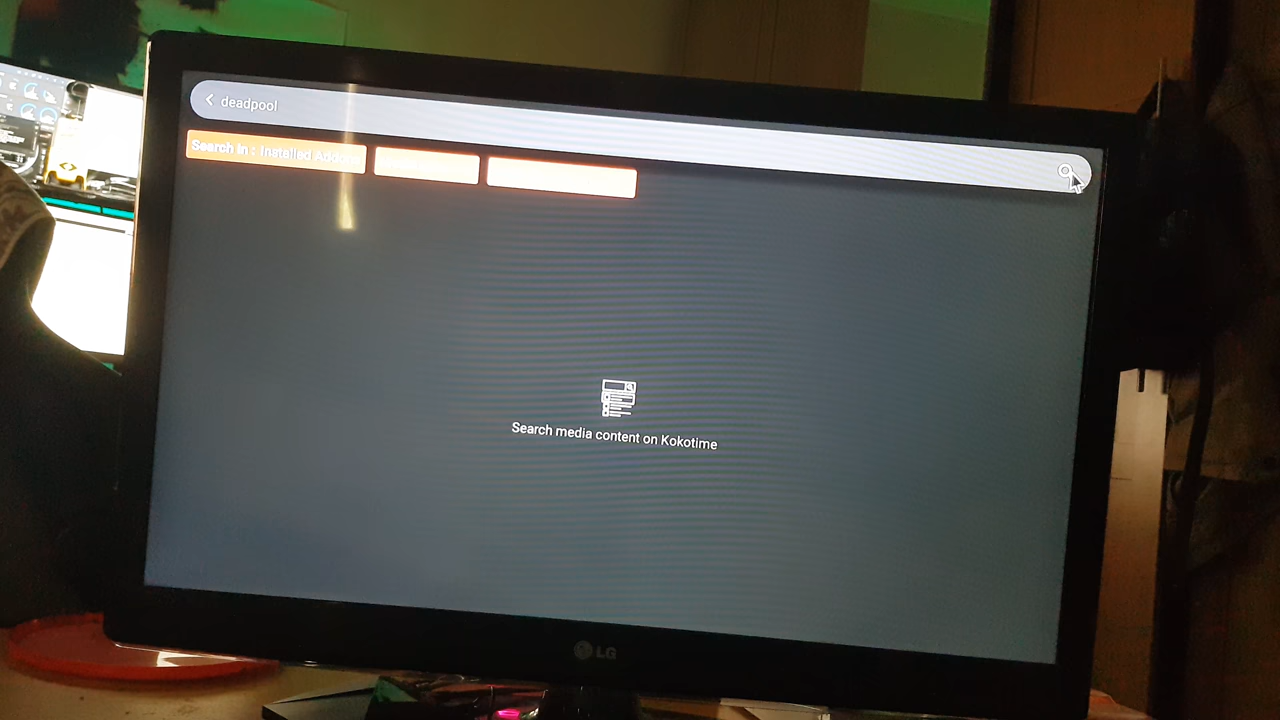 deadpool
Search in : Installed Addons
Search media content on Kokotime
LG